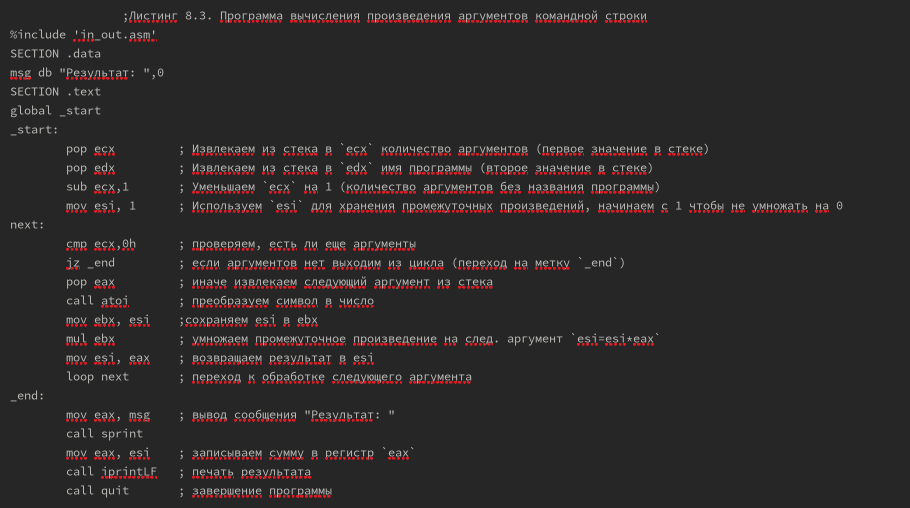 ;Листинг 8.3. Программа вычисления произведения аргументов командной строки
%include 'in_out.asm'
SECTION .data
msg db "Результат: ",0
SECTION .text
global _start
_start:
pop ecx ; Извлекаем из стека в `ecx` количество аргументов (первое значение в стеке)
pop edx ; Извлекаем из стека в `edx` имя программы (второе значение в стеке)
sub ecx,1 ; Уменьшаем `ecx` на 1 (количество аргументов без названия программы)
mov esi, 1 ; Используем `esi` для хранения промежуточных произведений, начинаем с 1 чтобы не умножать на 0
next:
cmp ecx,0h ; проверяем, есть ли еще аргументы
jz _end ; если аргументов нет выходим из цикла (переход на метку `_end`)
pop eax ; иначе извлекаем следующий аргумент из стека
call atoi ; преобразуем символ в число
mov ebx, esi ;сохраняем esi в ebx
mul ebx ; умножаем промежуточное произведение на след. аргумент `esi=esi*eax`
mov esi, eax ; возвращаем результат в esi
loop next ; переход к обработке следующего аргумента
_end:
mov eax, msg ; вывод сообщения "Результат: "
call sprint
mov eax, esi ; записываем сумму в регистр `eax`
call iprintLF ; печать результата
call quit ; завершение программы